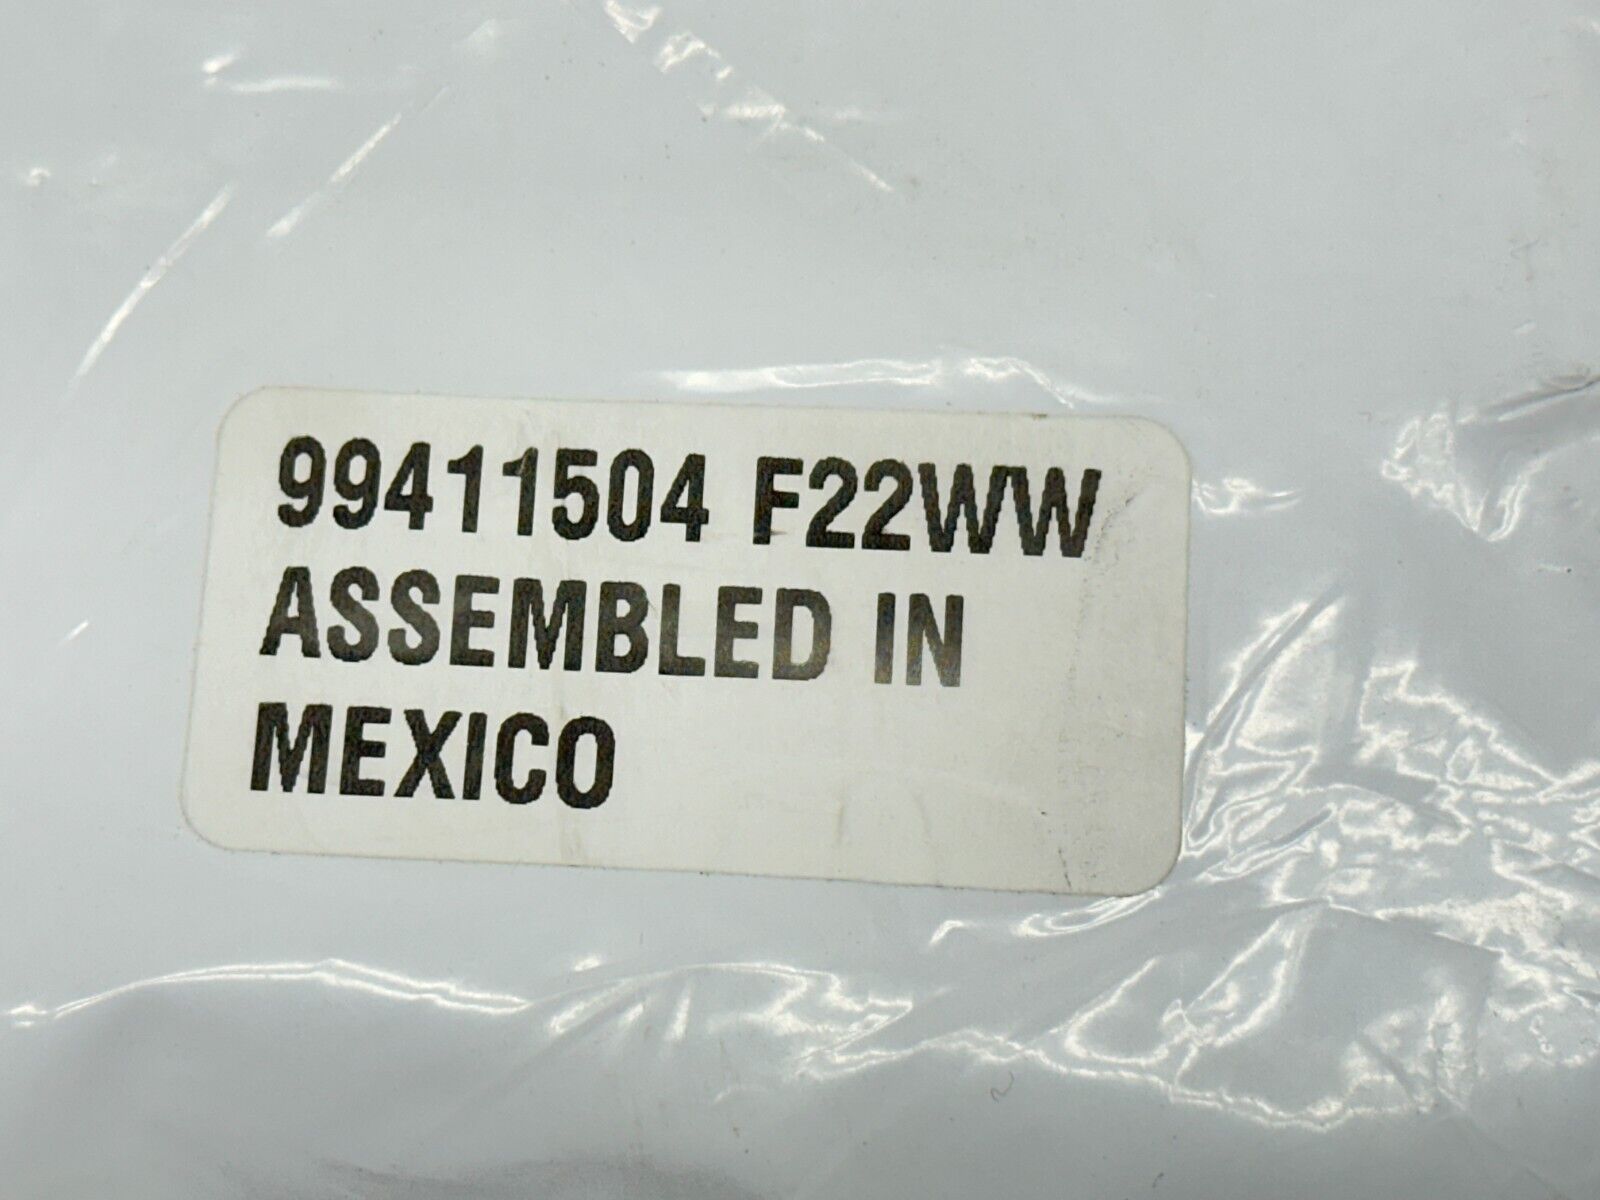 99411504 F22WW
ASSEMBLED IN
MEXICO